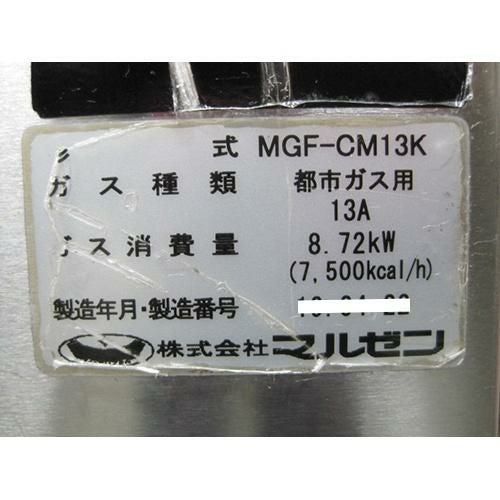 式 MGF-CM13K
ガス種類 都市ガス用
13A
ス消費量 8.72kW
(7,500kcal/h)
製造年月・製造番号
株式会社 マルゼン